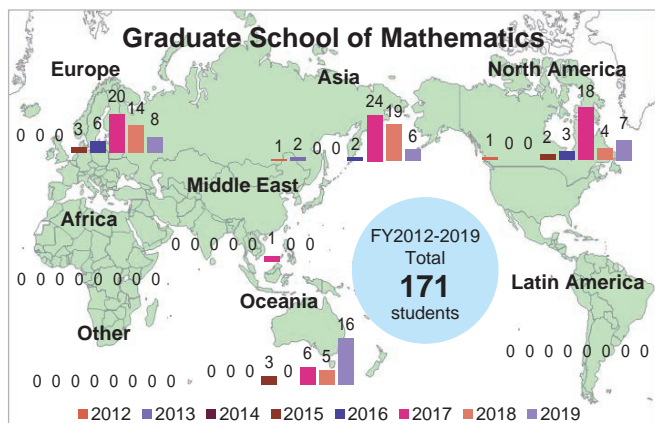 Graduate School of Mathematics
Europe
0 0 0 3 6 20 14 8
Asia
1 2 0 0 2 24 19 6
North America
1 0 0 2 3 18 4 7
Middle East
0 0 0 0 0 1 0 0
Africa
0 0 0 0 0 0 0 0
FY2012-2019
Total
171
students
Latin America
0 0 0 0 0 0 0 0
Oceania
0 0 0 3 0 6 5 16
Other
0 0 0 0 0 0 0 0
2012 2013 2014 2015 2016 2017 2018 2019